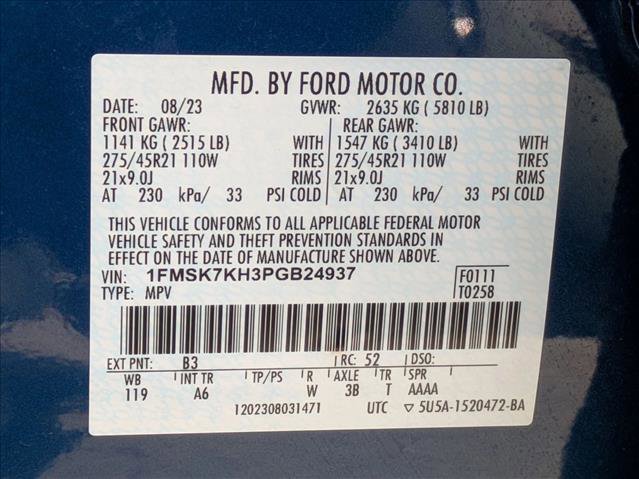 MFD. BY FORD MOTOR CO.
DATE: 08/23 GVWR: 2635 KG ( 5810 LB)
FRONT GAWR: REAR GAWR:
1141 KG ( 2515 LB) WITH 1547 KG ( 3410 LB) WITH
275/45R21 110W TIRES 275/45R21 110W TIRES
21x9.0J RIMS 21x9.0J RIMS
AT 230 kPa/ 33 PSI COLD AT 230 kPa/ 33 PSI COLD
THIS VEHICLE CONFORMS TO ALL APPLICABLE FEDERAL MOTOR
VEHICLE SAFETY AND THEFT PREVENTION STANDARDS IN
EFFECT ON THE DATE OF MANUFACTURE SHOWN ABOVE.
VIN: 1FMSK7KH3PGB24937 F0111
TYPE: MPV T0258
EXT PNT: B3 RC: 52 DSO:
WB INT TR TP/PS R AXLE TR SPR
119 A6 W 3B T AAAA
1202308031471 UTC ▽ 5U5A-1520472-BA